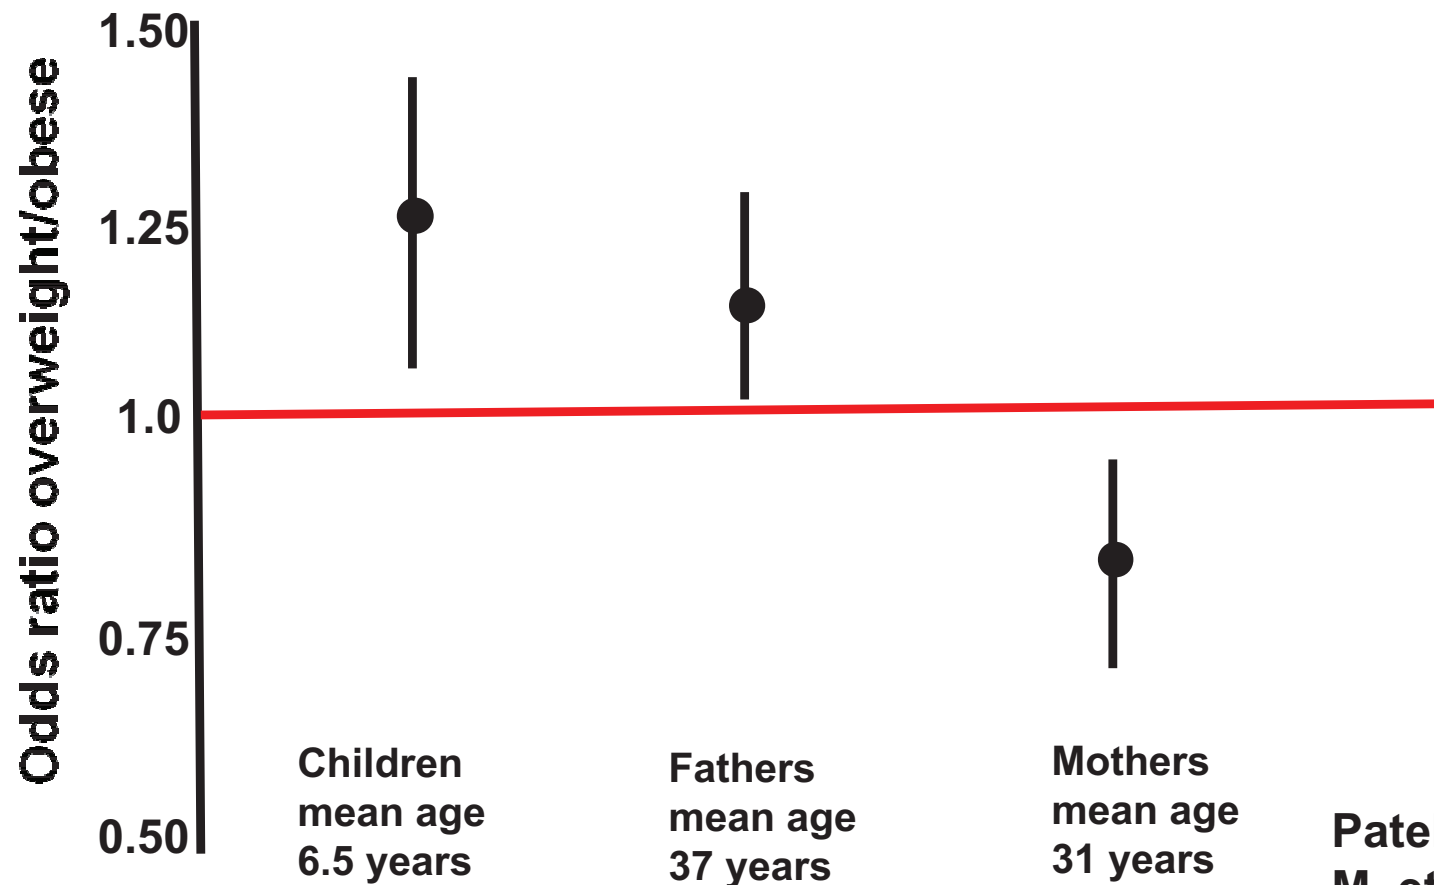 Odds ratio overweight/obese
1.50
1.25
1.0
0.75
0.50
Children
mean age
6.5 years
Fathers
mean age
37 years
Mothers
mean age
31 years
Pate